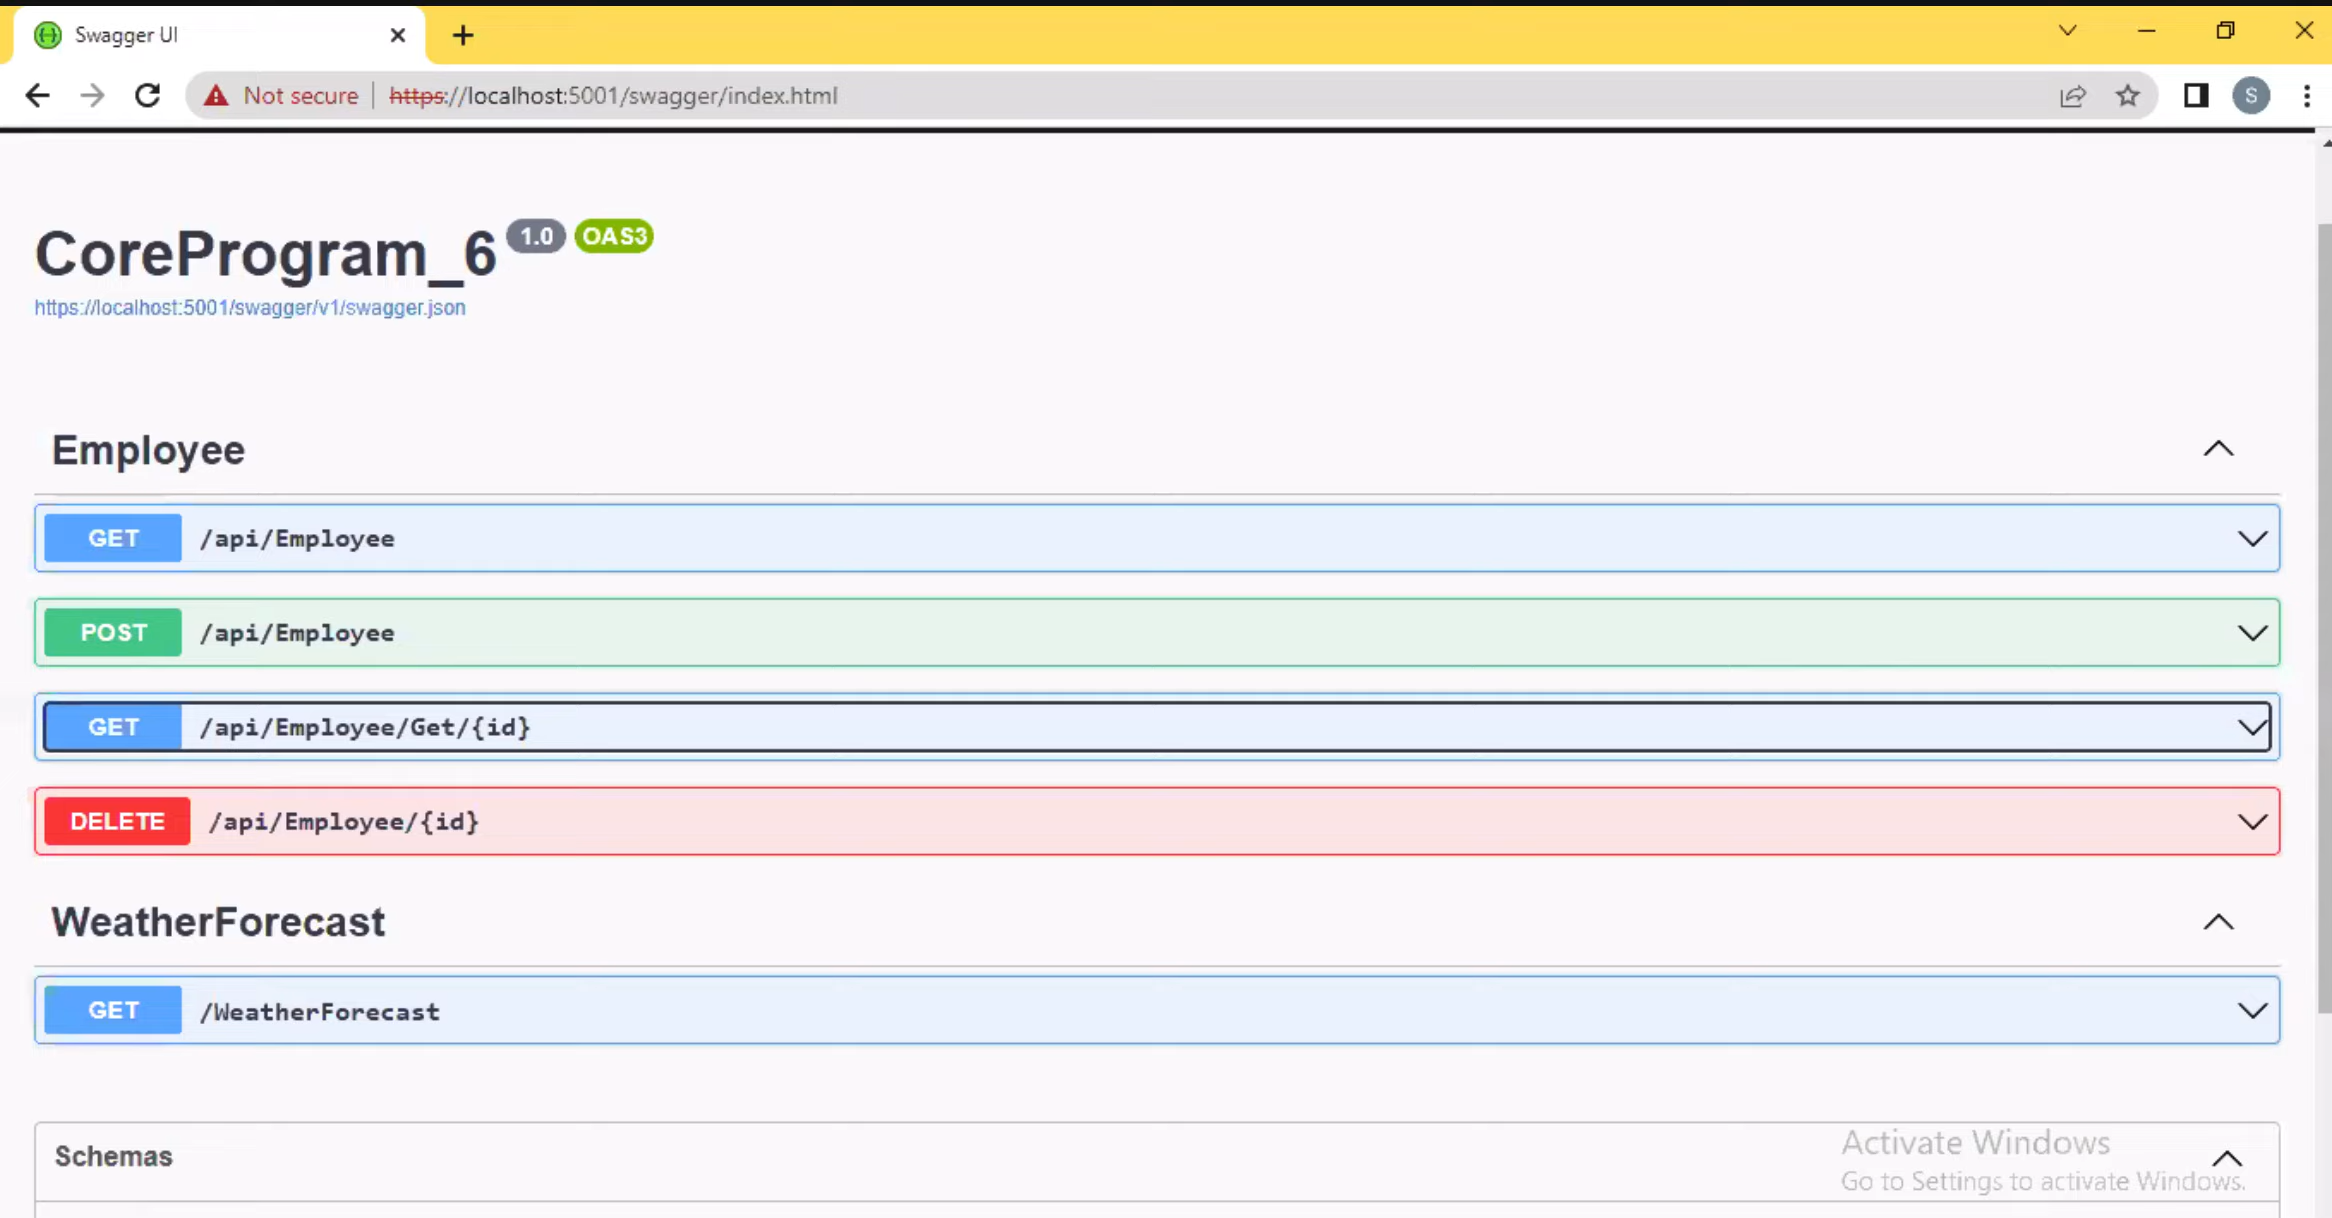 Swagger UI
Not secure | https://localhost:5001/swagger/index.html
S
CoreProgram_6 1.0 OAS3
https://localhost:5001/swagger/v1/swagger.json
Employee
GET /api/Employee
POST /api/Employee
GET /api/Employee/Get/{id}
DELETE /api/Employee/{id}
WeatherForecast
GET /WeatherForecast
Schemas
Activate Windows
Go to Settings to activate Windows.